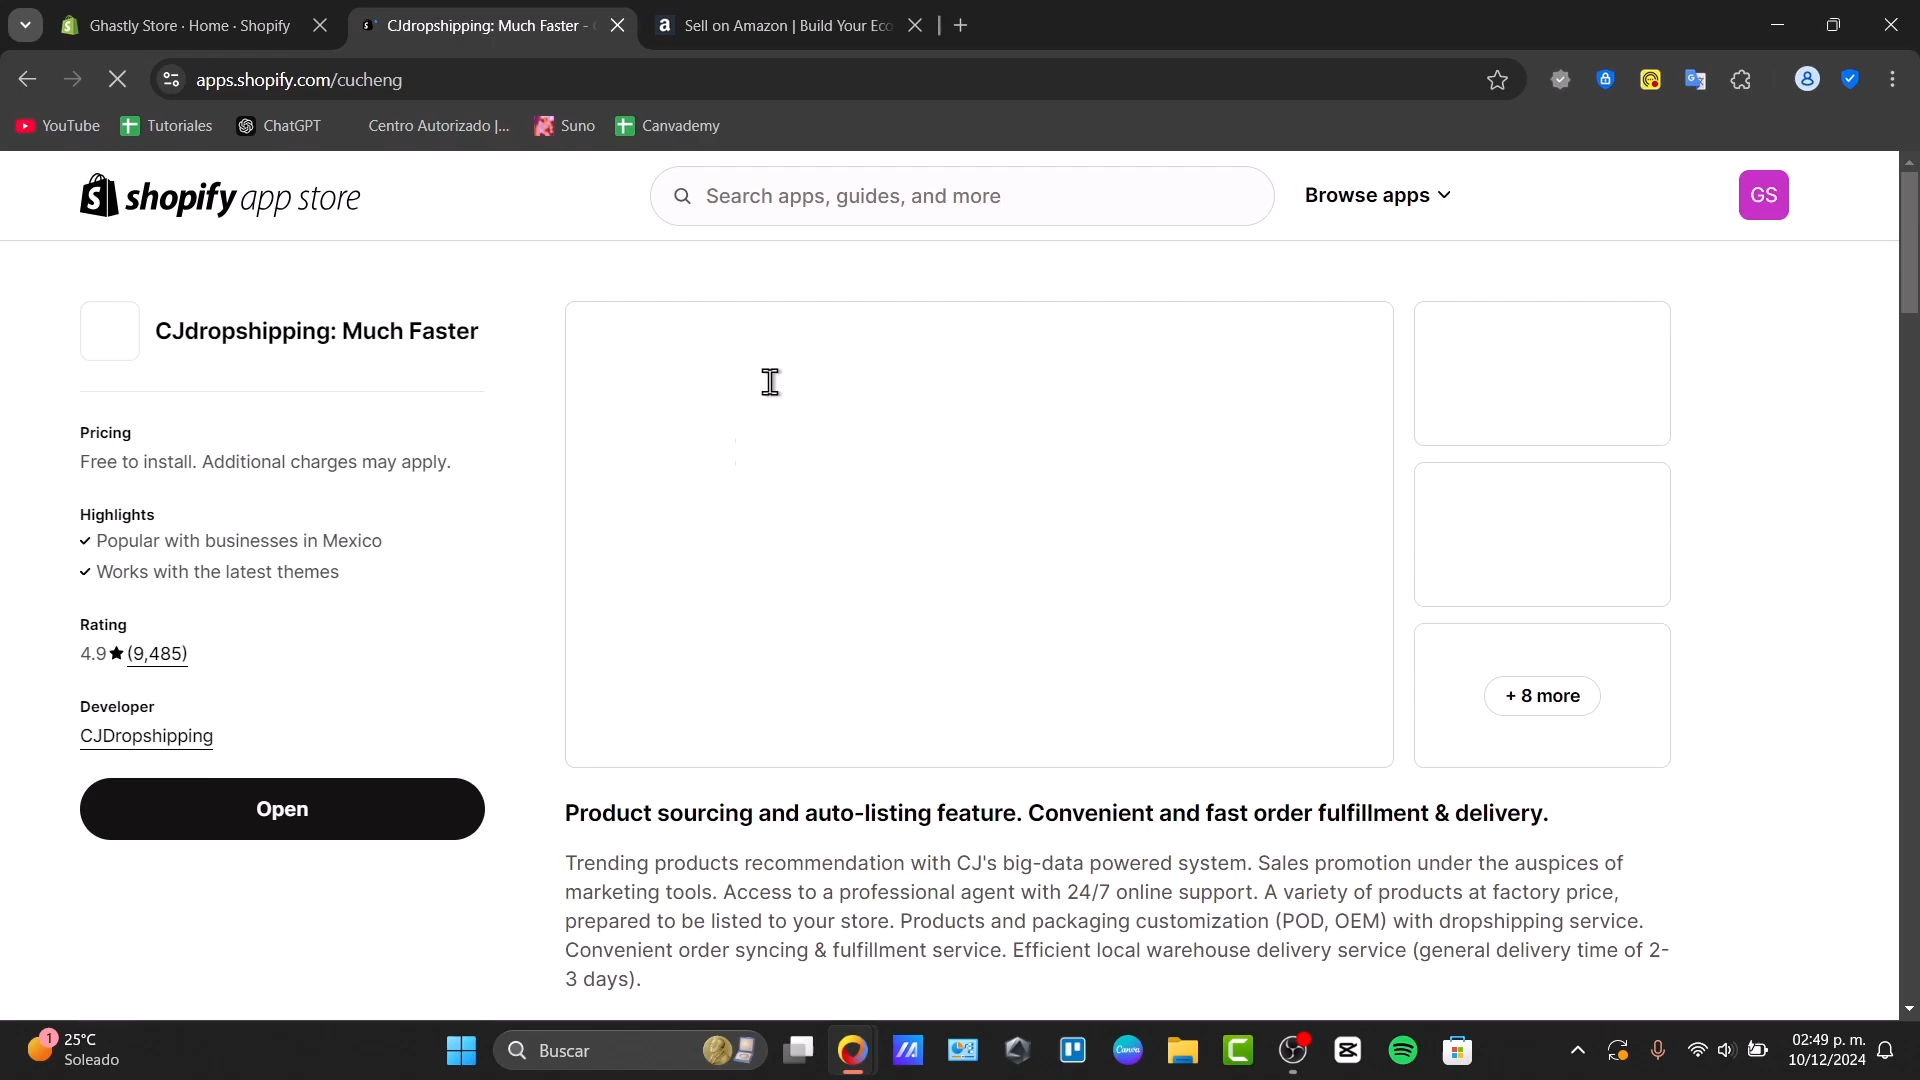 Ghastly Store · Home · Shopify
CJdropshipping: Much Faster -
Sell on Amazon | Build Your Eco
apps.shopify.com/cucheng
YouTube
Tutoriales
ChatGPT
Centro Autorizado |...
Suno
Canvademy
shopify app store
Search apps, guides, and more
Browse apps
GS
CJdropshipping: Much Faster
Pricing
Free to install. Additional charges may apply.
Highlights
Popular with businesses in Mexico
Works with the latest themes
Rating
4.9★ (9,485)
Developer
CJDropshipping
Open
+ 8 more
Product sourcing and auto-listing feature. Convenient and fast order fulfillment & delivery.
Trending products recommendation with CJ's big-data powered system. Sales promotion under the auspices of
marketing tools. Access to a professional agent with 24/7 online support. A variety of products at factory price,
prepared to be listed to your store. Products and packaging customization (POD, OEM) with dropshipping service.
Convenient order syncing & fulfillment service. Efficient local warehouse delivery service (general delivery time of 2-
3 days).
1
25°C
Soleado
Buscar
Canva
02:49 p. m.
10/12/2024